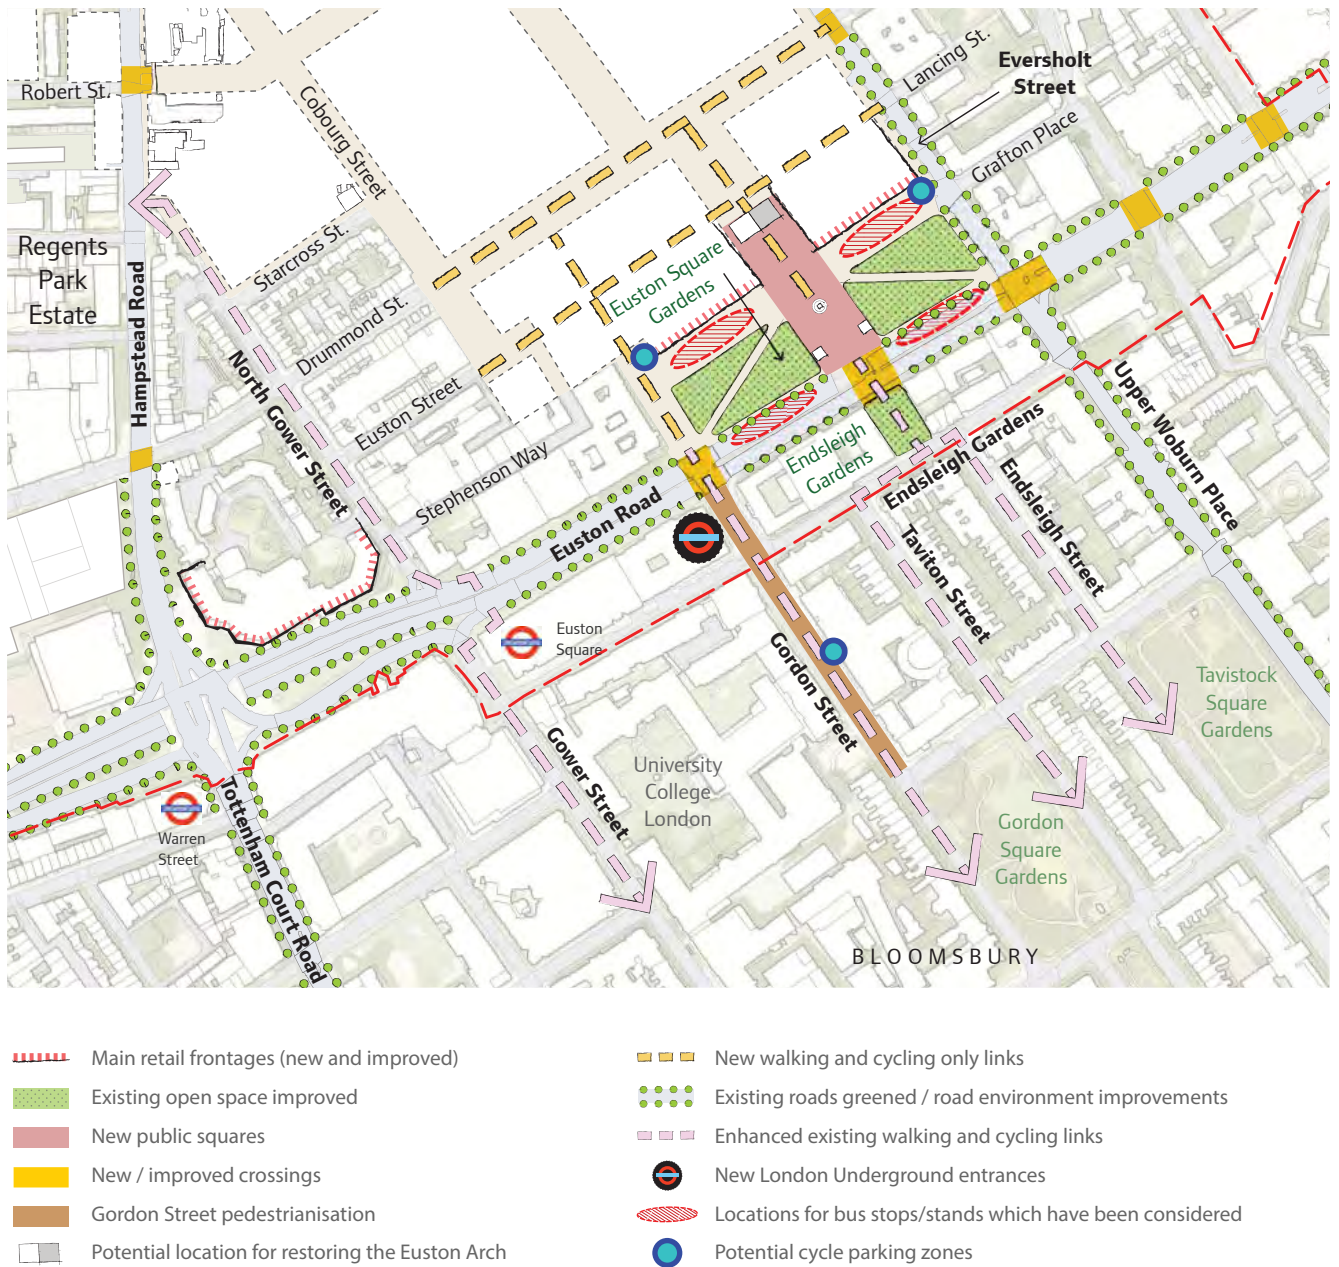 Robert St.
Cobourg Street
Lancing St.
Eversholt
Street
Grafton Place
Regents
Park
Estate
Hampstead Road
Starcross St.
Drummond St.
North Gower Street
Euston Street
Stephenson Way
Euston Square
Gardens
Endsleigh
Gardens
Endsleigh Gardens
Upper Woburn Place
Endsleigh Street
Taviton Street
Euston Road
Euston
Square
Gordon Street
Tavistock
Square
Gardens
Gower Street
University
College
London
Gordon
Square
Gardens
Warren
Street
Tottenham Court Road
BLOOMSBURY
Main retail frontages (new and improved)
Existing open space improved
New public squares
New / improved crossings
Gordon Street pedestrianisation
Potential location for restoring the Euston Arch
New walking and cycling only links
Existing roads greened / road environment improvements
Enhanced existing walking and cycling links
New London Underground entrances
Locations for bus stops/stands which have been considered
Potential cycle parking zones